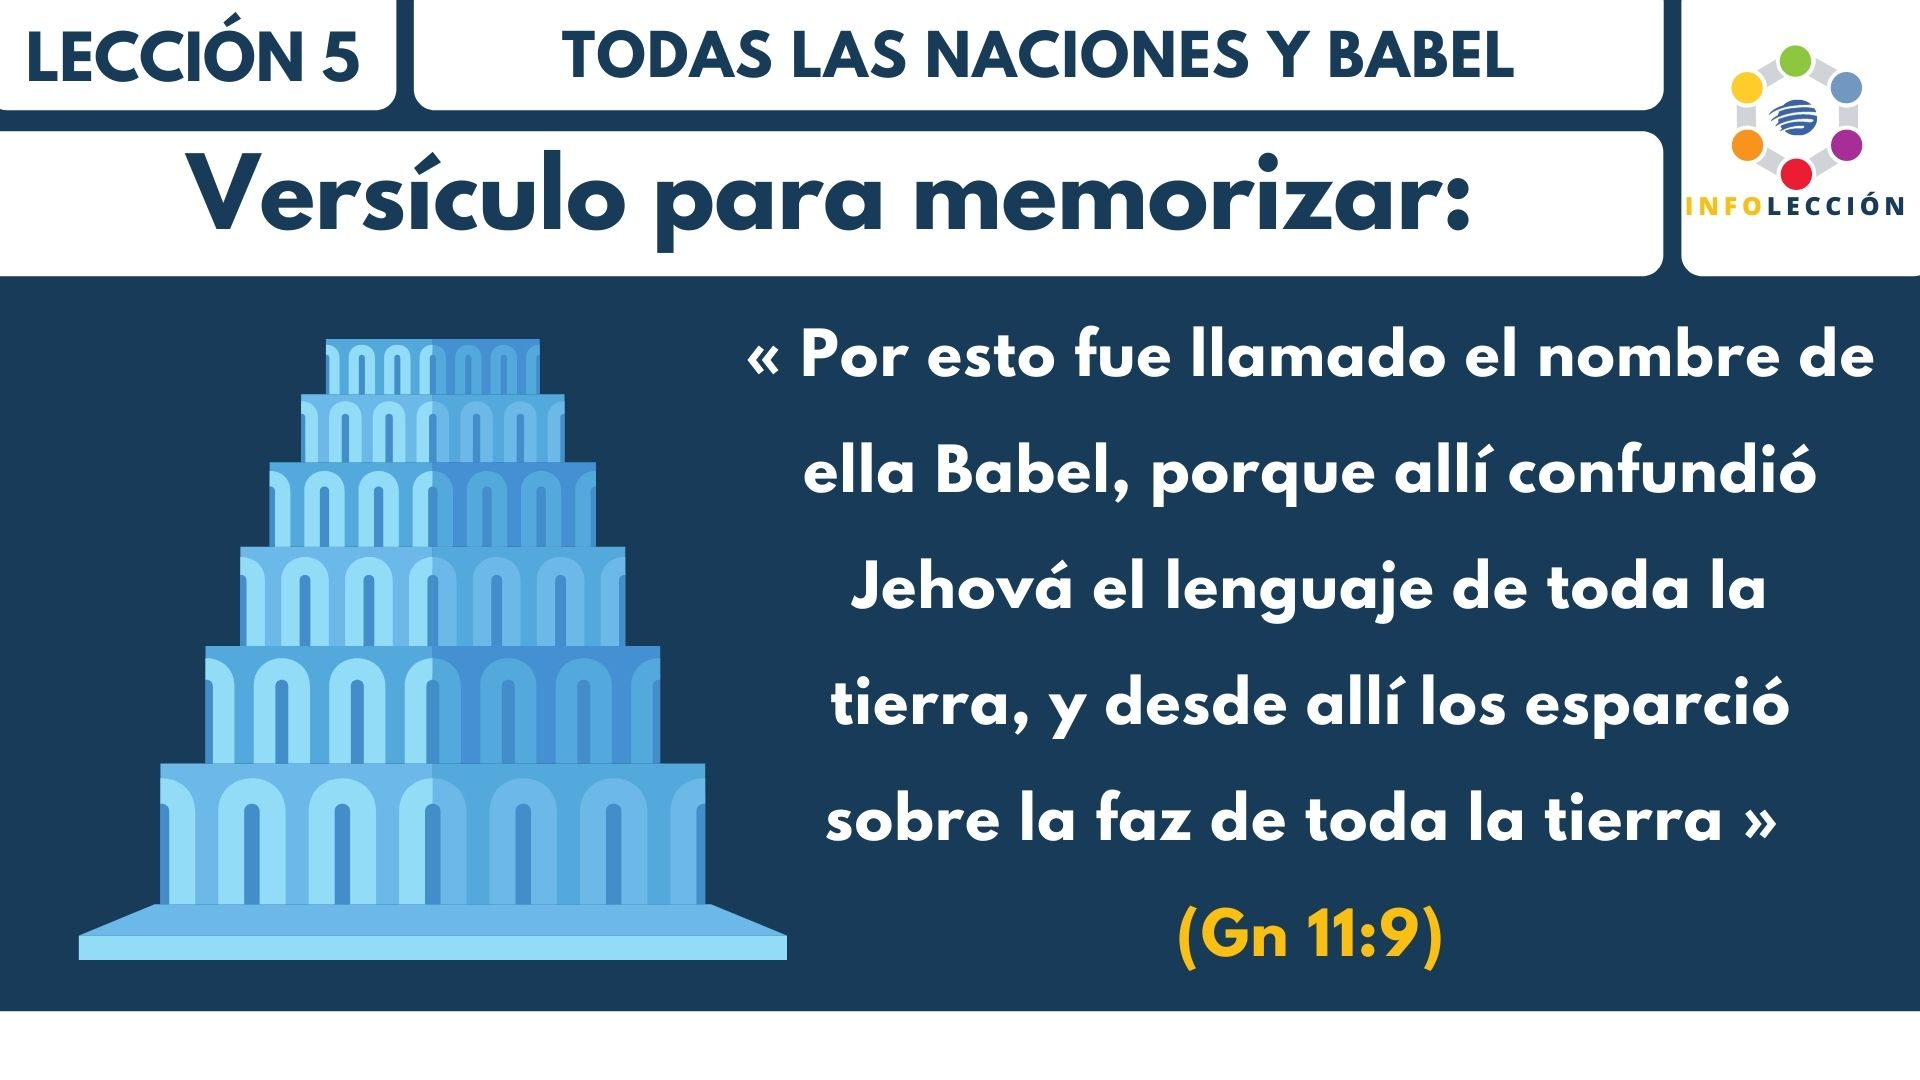 LECCIÓN 5
TODAS LAS NACIONES Y BABEL
Versículo para memorizar:
INFOLECCIÓN
« Por esto fue llamado el nombre de
ella Babel, porque allí confundió
Jehová el lenguaje de toda la
tierra, y desde allí los esparció
sobre la faz de toda la tierra »
(Gn 11:9)